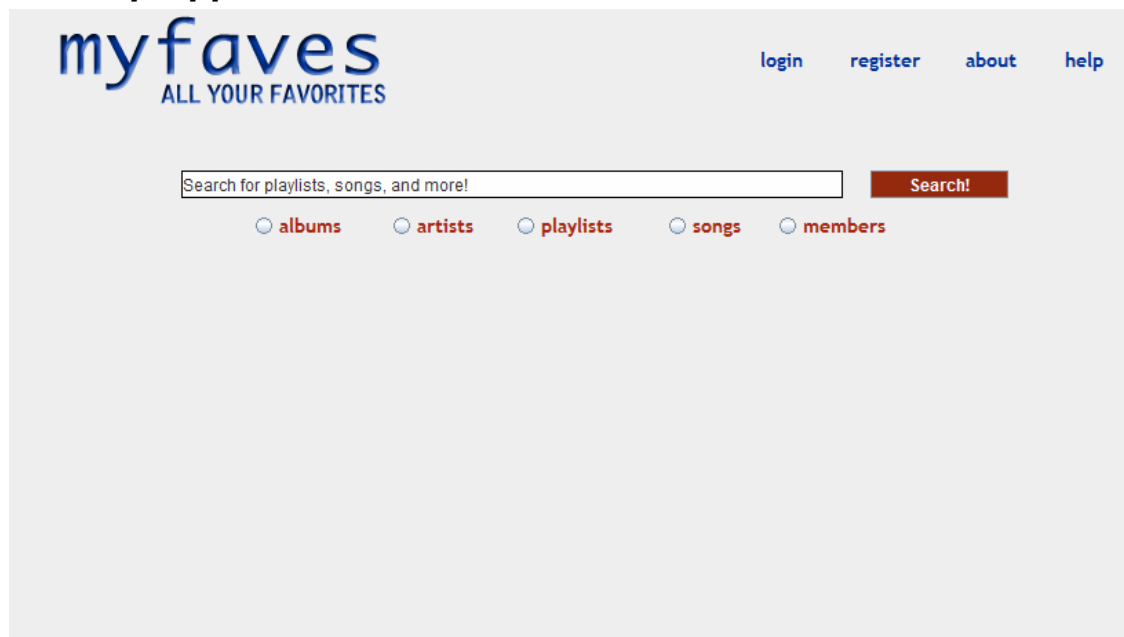 myfaves
ALL YOUR FAVORITES
login register about help
Search for playlists, songs, and more! Search!
albums artists playlists songs members